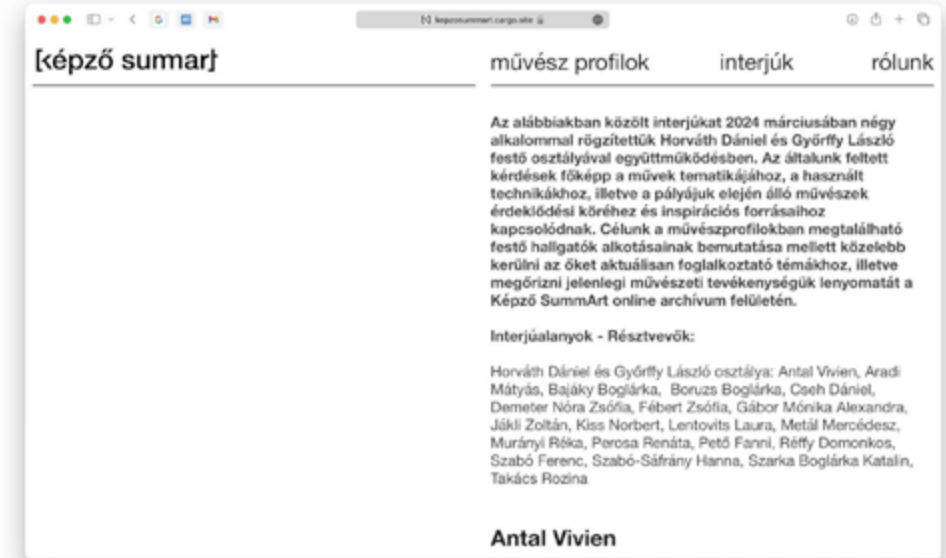 kepzosummart.cargo.site
[képző summart]
művész profilok
interjúk
rólunk
Az alábbiakban közölt interjúkat 2024 márciusában négy
alkalommal rögzítettük Horváth Dániel és Győrffy László
festő osztályával együttműködésben. Az általunk feltett
kérdések főképp a művek tematikájához, a használt
technikákhoz, illetve a pályájuk elején álló művészek
érdeklődési köréhez és inspirációs forrásaihoz
kapcsolódnak. Célunk a művészprofilokban megtalálható
festő hallgatók alkotásainak bemutatása mellett közelebb
kerülni az őket aktuálisan foglalkoztató témákhoz, illetve
megőrizni jelenlegi művészeti tevékenységük lenyomatát a
Képző SummArt online archívum felületén.
Interjúalanyok - Résztvevők:
Horváth Dániel és Győrffy László osztálya: Antal Vivien, Aradi
Mátyás, Bajáky Boglárka, Boruzs Boglárka, Cseh Dániel,
Demeter Nóra Zsófia, Fébert Zsófia, Gábor Mónika Alexandra,
Jákli Zoltán, Kiss Norbert, Lentovits Laura, Metál Mercédesz,
Murányi Réka, Perosa Renáta, Pető Fanni, Réffy Domonkos,
Szabó Ferenc, Szabó-Sáfrány Hanna, Szarka Boglárka Katalin,
Takács Rozina
Antal Vivien